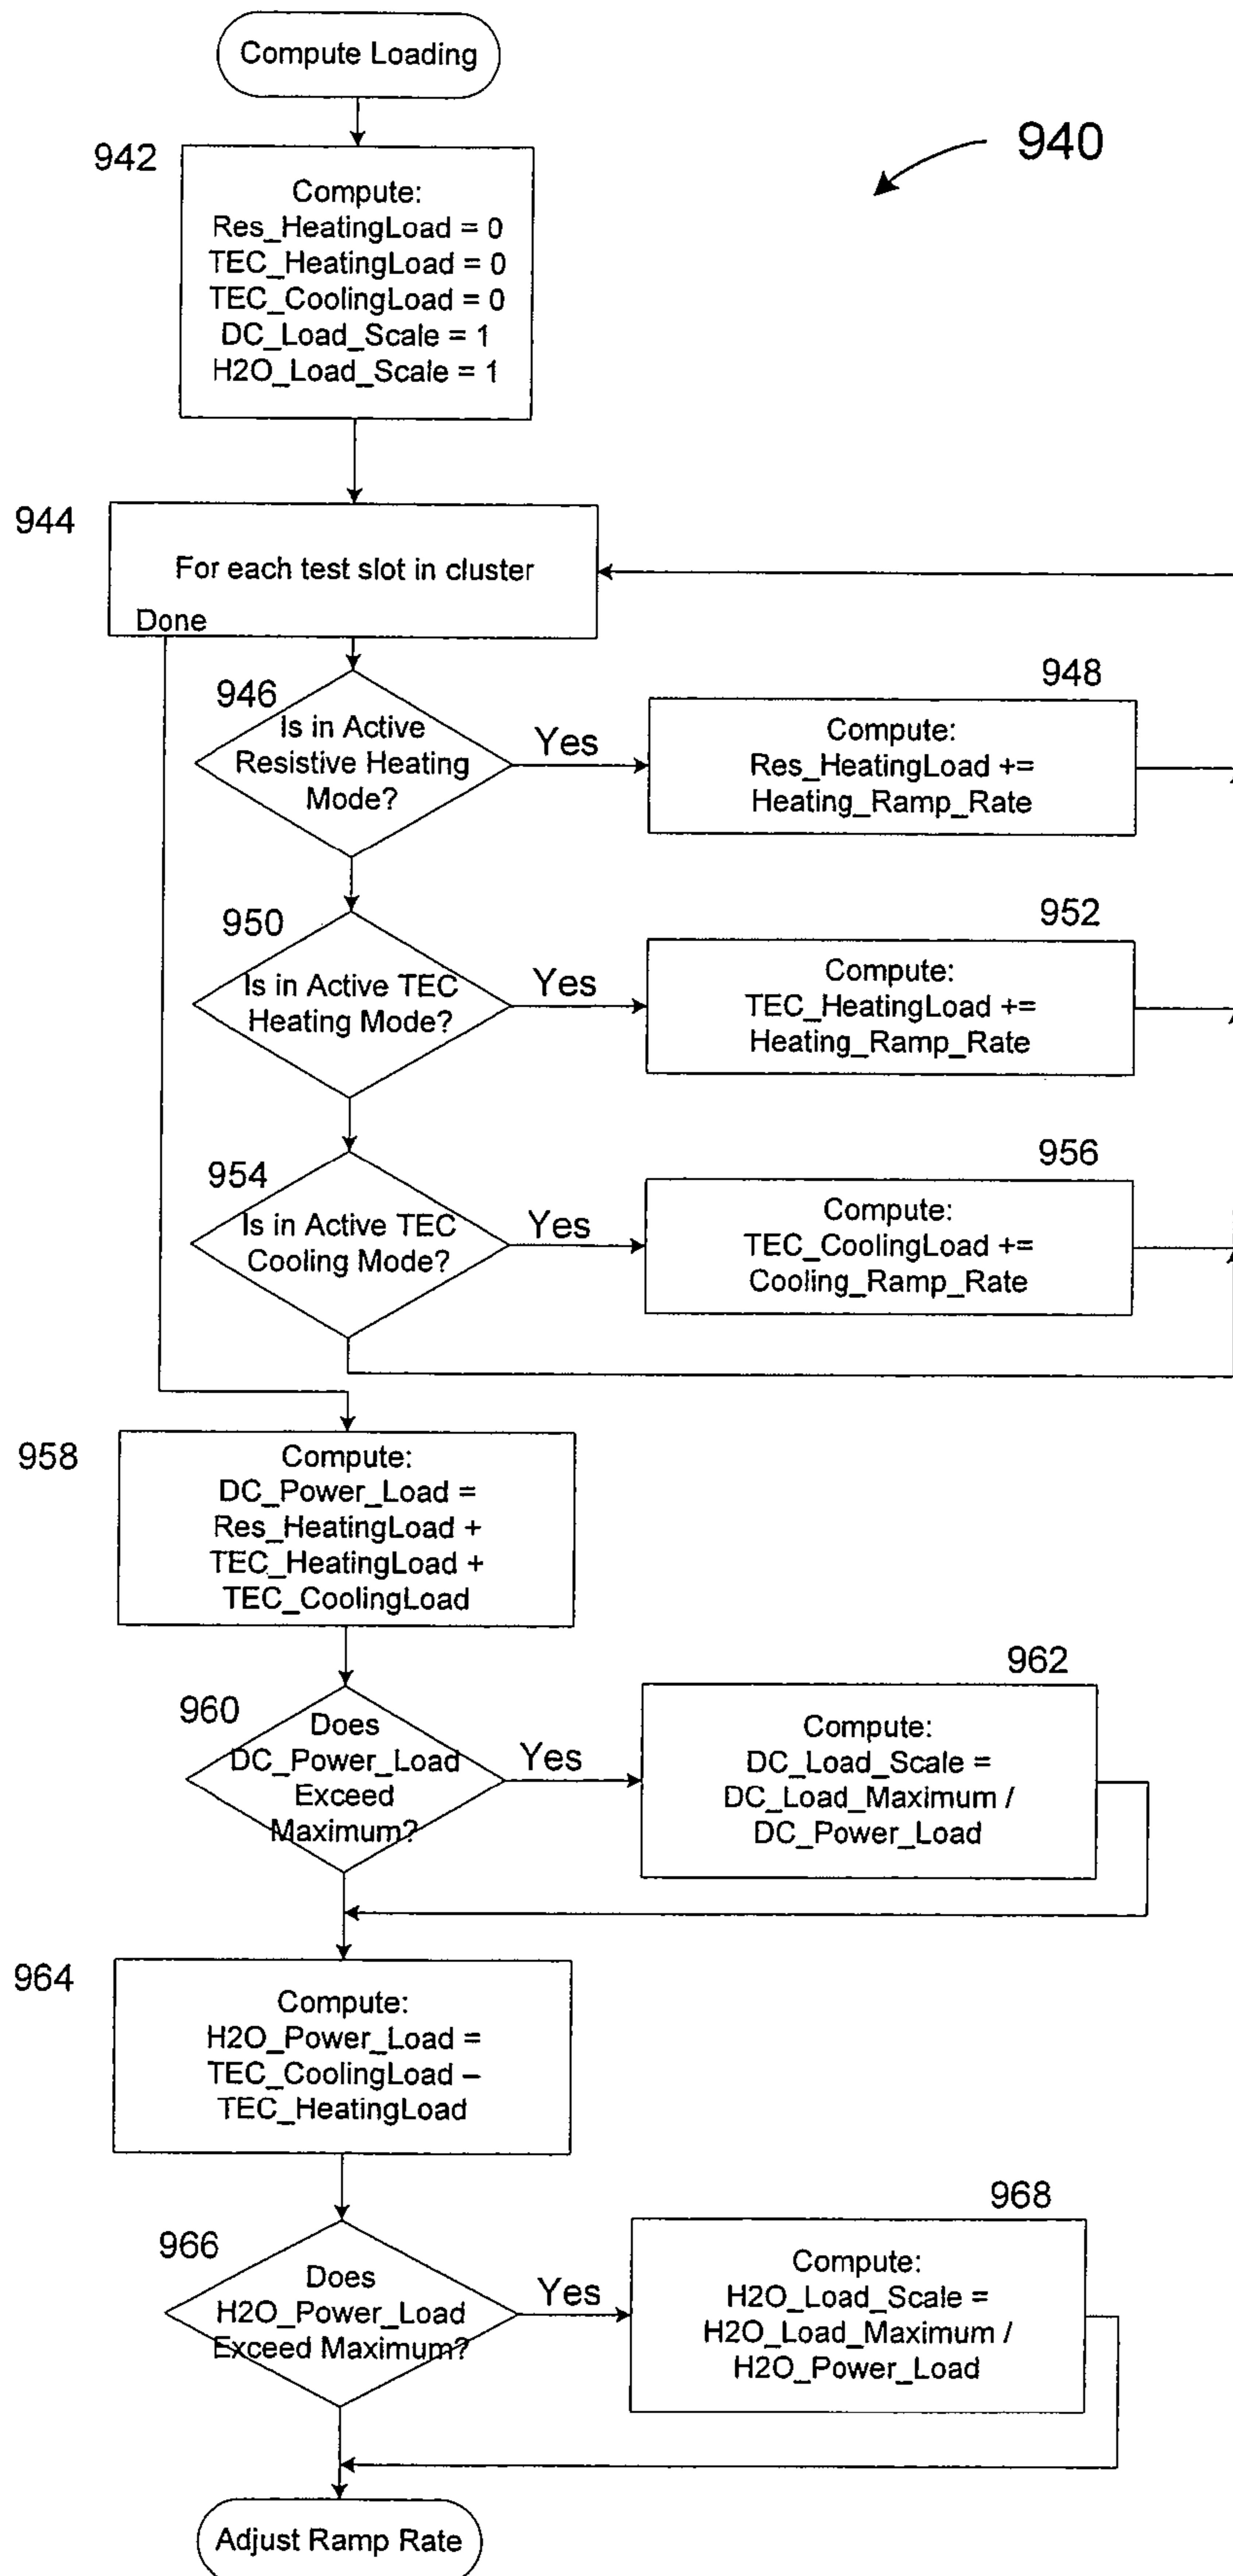 Compute Loading
940
942
Compute:
Res_HeatingLoad = 0
TEC_HeatingLoad = 0
TEC_CoolingLoad = 0
DC_Load_Scale = 1
H2O_Load_Scale = 1
944
For each test slot in cluster
Done
946
Is in Active
Resistive Heating
Mode?
Yes
948
Compute:
Res_HeatingLoad +=
Heating_Ramp_Rate
950
Is in Active TEC
Heating Mode?
Yes
952
Compute:
TEC_HeatingLoad +=
Heating_Ramp_Rate
954
Is in Active TEC
Cooling Mode?
Yes
956
Compute:
TEC_CoolingLoad +=
Cooling_Ramp_Rate
958
Compute:
DC_Power_Load =
Res_HeatingLoad +
TEC_HeatingLoad +
TEC_CoolingLoad
960
Does
DC_Power_Load
Exceed
Maximum?
Yes
962
Compute:
DC_Load_Scale =
DC_Load_Maximum /
DC_Power_Load
964
Compute:
H2O_Power_Load =
TEC_CoolingLoad –
TEC_HeatingLoad
966
Does
H2O_Power_Load
Exceed Maximum?
Yes
968
Compute:
H2O_Load_Scale =
H2O_Load_Maximum /
H2O_Power_Load
Adjust Ramp Rate